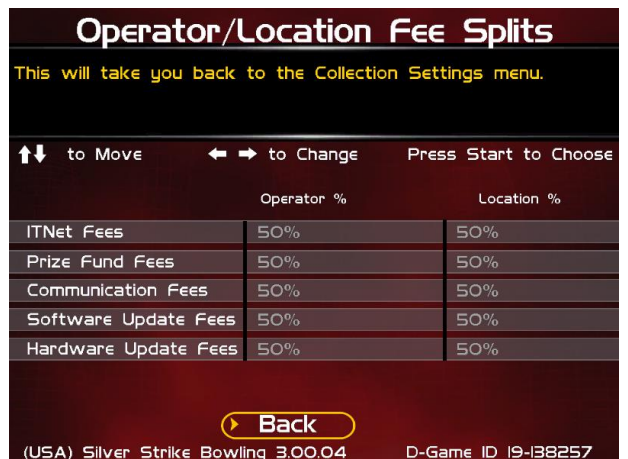 Operator/Location Fee Splits
This will take you back to the Collection Settings menu.
to Move to Change Press Start to Choose
Operator % Location %
ITNet Fees 50% 50%
Prize Fund Fees 50% 50%
Communication Fees 50% 50%
Software Update Fees 50% 50%
Hardware Update Fees 50% 50%
Back
(USA) Silver Strike Bowling 3.00.04 D-Game ID 19-138257